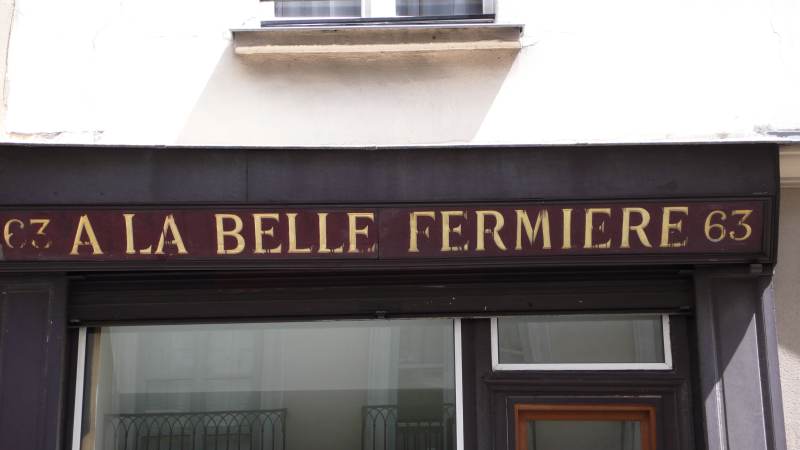 63 A LA BELLE FERMIERE 63